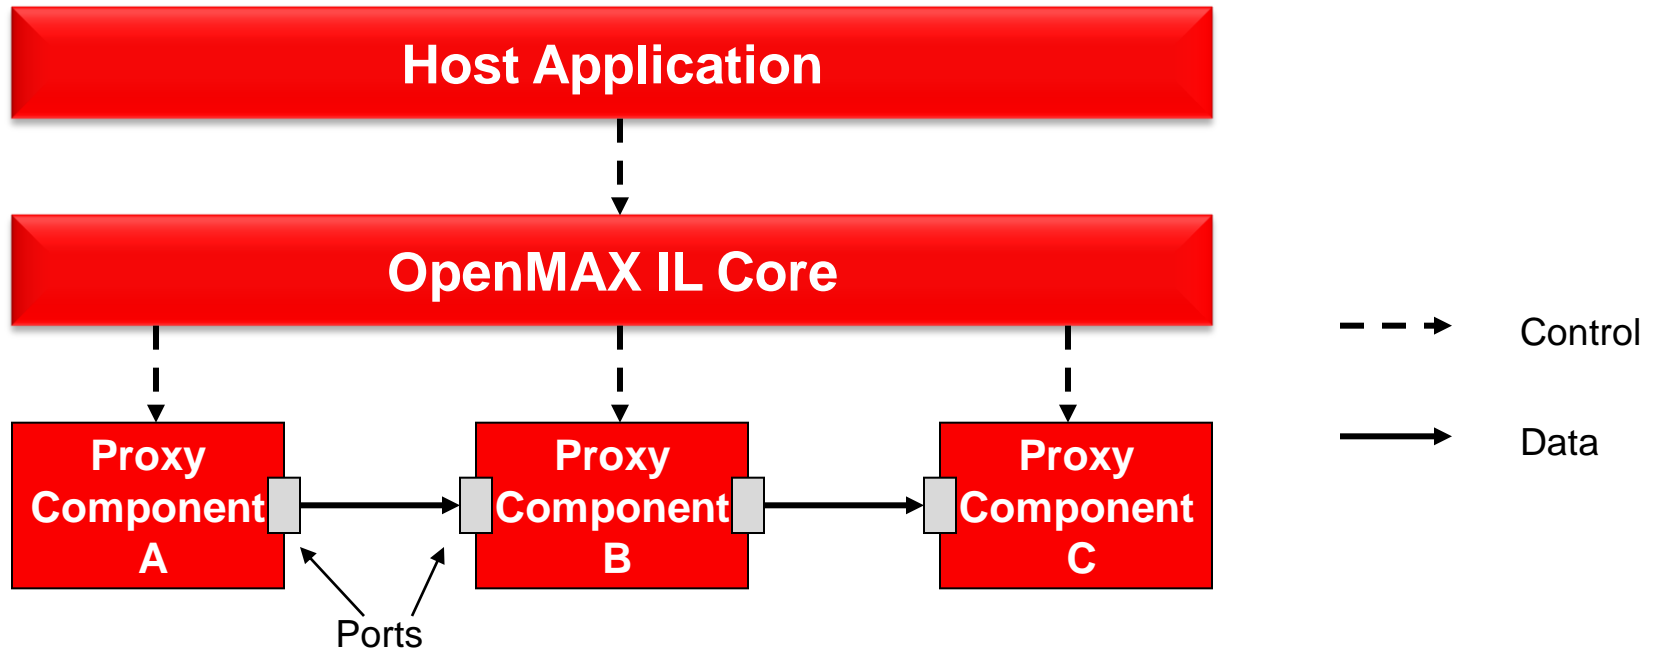 Host Application
OpenMAX IL Core
Control
Data
Proxy
Component
A
Proxy
Component
B
Proxy
Component
C
Ports